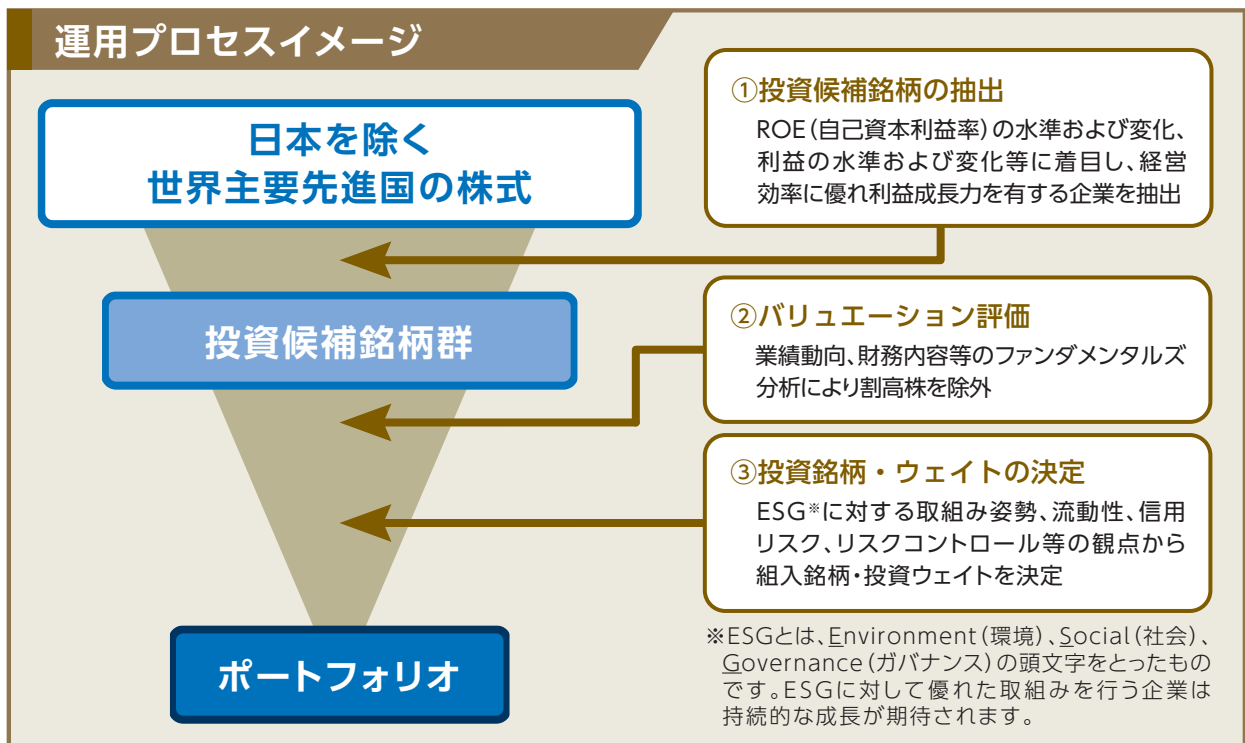 運用プロセスイメージ
日本を除く
世界主要先進国の株式
投資候補銘柄群
ポートフォリオ
①投資候補銘柄の抽出
ROE(自己資本利益率)の水準および変化、
利益の水準および変化等に着目し、経営
効率に優れ利益成長力を有する企業を抽出
②バリュエーション評価
業績動向、財務内容等のファンダメンタルズ
分析により割高株を除外
③投資銘柄・ウェイトの決定
ESG※に対する取組み姿勢、流動性、信用
リスク、リスクコントロール等の観点から
組入銘柄・投資ウェイトを決定
※ESGとは、Environment(環境)、Social(社会)、
Governance(ガバナンス)の頭文字をとったもの
です。ESGに対して優れた取組みを行う企業は
持続的な成長が期待されます。